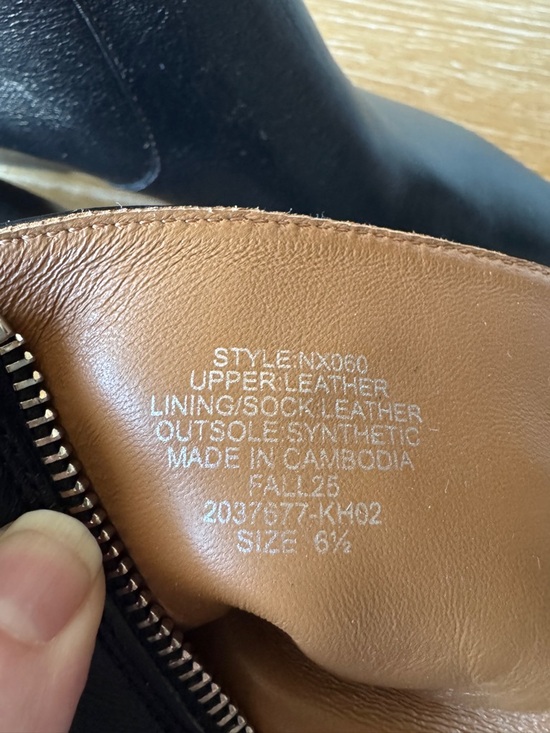 STYLE:NX060
UPPER:LEATHER
LINING/SOCK:LEATHER
OUTSOLE:SYNTHETIC
MADE IN CAMBODIA
FALL25
2037677-KH02
SIZE 6½